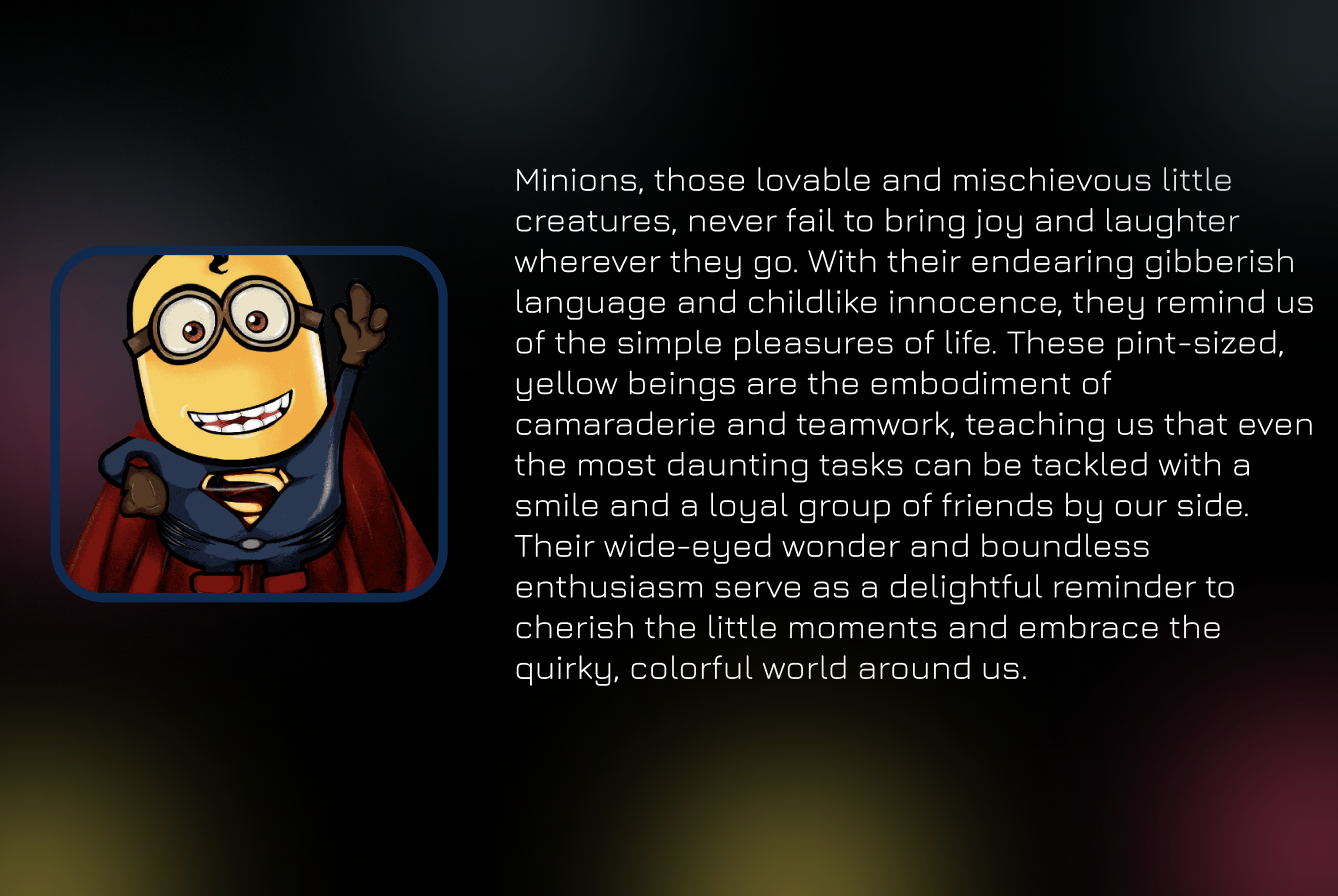 Minions, those lovable and mischievous little
creatures, never fail to bring joy and laughter
wherever they go. With their endearing gibberish
language and childlike innocence, they remind us
of the simple pleasures of life. These pint-sized,
yellow beings are the embodiment of
camaraderie and teamwork, teaching us that even
the most daunting tasks can be tackled with a
smile and a loyal group of friends by our side.
Their wide-eyed wonder and boundless
enthusiasm serve as a delightful reminder to
cherish the little moments and embrace the
quirky, colorful world around us.